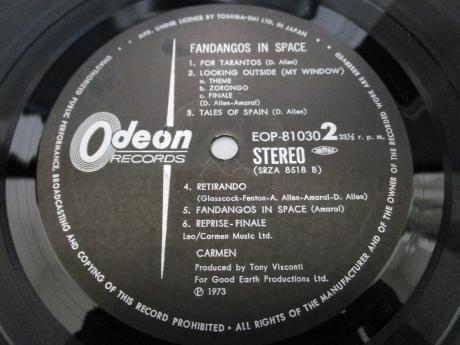 MFD. UNDER LICENCE BY TOSHIBA-EMI LTD. IN JAPAN
UNAUTHORIZED PUBLIC PERFORMANCE, BROADCASTING AND COPYING OF THIS RECORD PROHIBITED • ALL RIGHTS OF THE MANUFACTURER AND OF THE OWNER OF THE RECORDED WORK ARE RESERVED
FANDANGOS IN SPACE
1. POR TARANTOS (D. Allen)
2. LOOKING OUTSIDE (MY WINDOW)
a. THEME
b. ZORONGO
c. FINALE
(D. Allen-Amaral)
3. TALES OF SPAIN (D. Allen)
Odeon
RECORDS
EOP-81030 2 33⅓ r. p. m.
STEREO
(SRZA 8518 B)
4. RETIRANDO
(Glasscock-Fenton-A. Allen-Amaral-D. Allen)
5. FANDANGOS IN SPACE (Amaral)
6. REPRISE-FINALE
Leo/Carmen Music Ltd.
CARMEN
Produced by Tony Visconti
For Good Earth Productions Ltd.
Ⓟ 1973